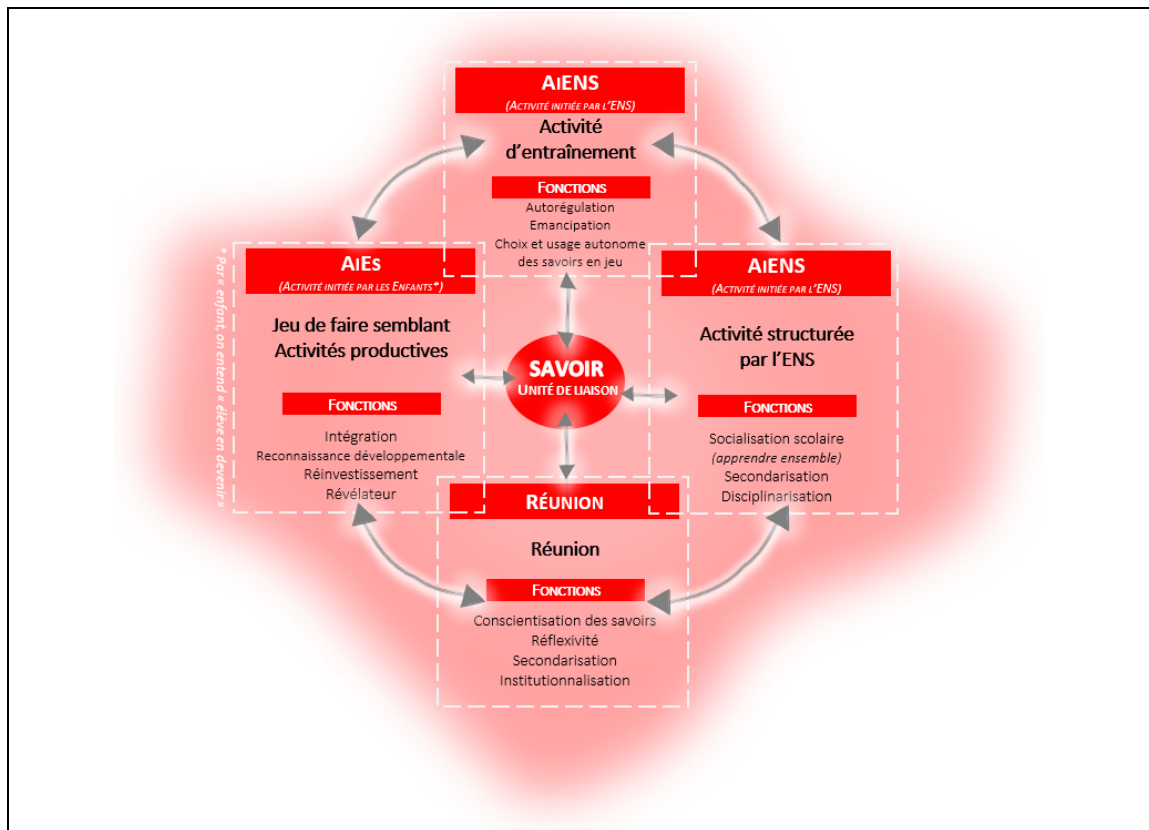 AIENS
(ACTIVITÉ INITIÉE PAR L'ENS)
Activité
d'entraînement
FONCTIONS
Autorégulation
Emancipation
Choix et usage autonome
des savoirs en jeu
AIES
(ACTIVITÉ INITIÉE PAR LES ENFANTS*)
Jeu de faire semblant
Activités productives
FONCTIONS
Intégration
Reconnaissance développementale
Réinvestissement
Révélateur
* Par « enfant, on entend « élève en devenir »
SAVOIR
UNITÉ DE LIAISON
AIENS
(ACTIVITÉ INITIÉE PAR L'ENS)
Activité structurée
par l'ENS
FONCTIONS
Socialisation scolaire
(apprendre ensemble)
Secondarisation
Disciplinarisation
RÉUNION
Réunion
FONCTIONS
Conscientisation des savoirs
Réflexivité
Secondarisation
Institutionnalisation